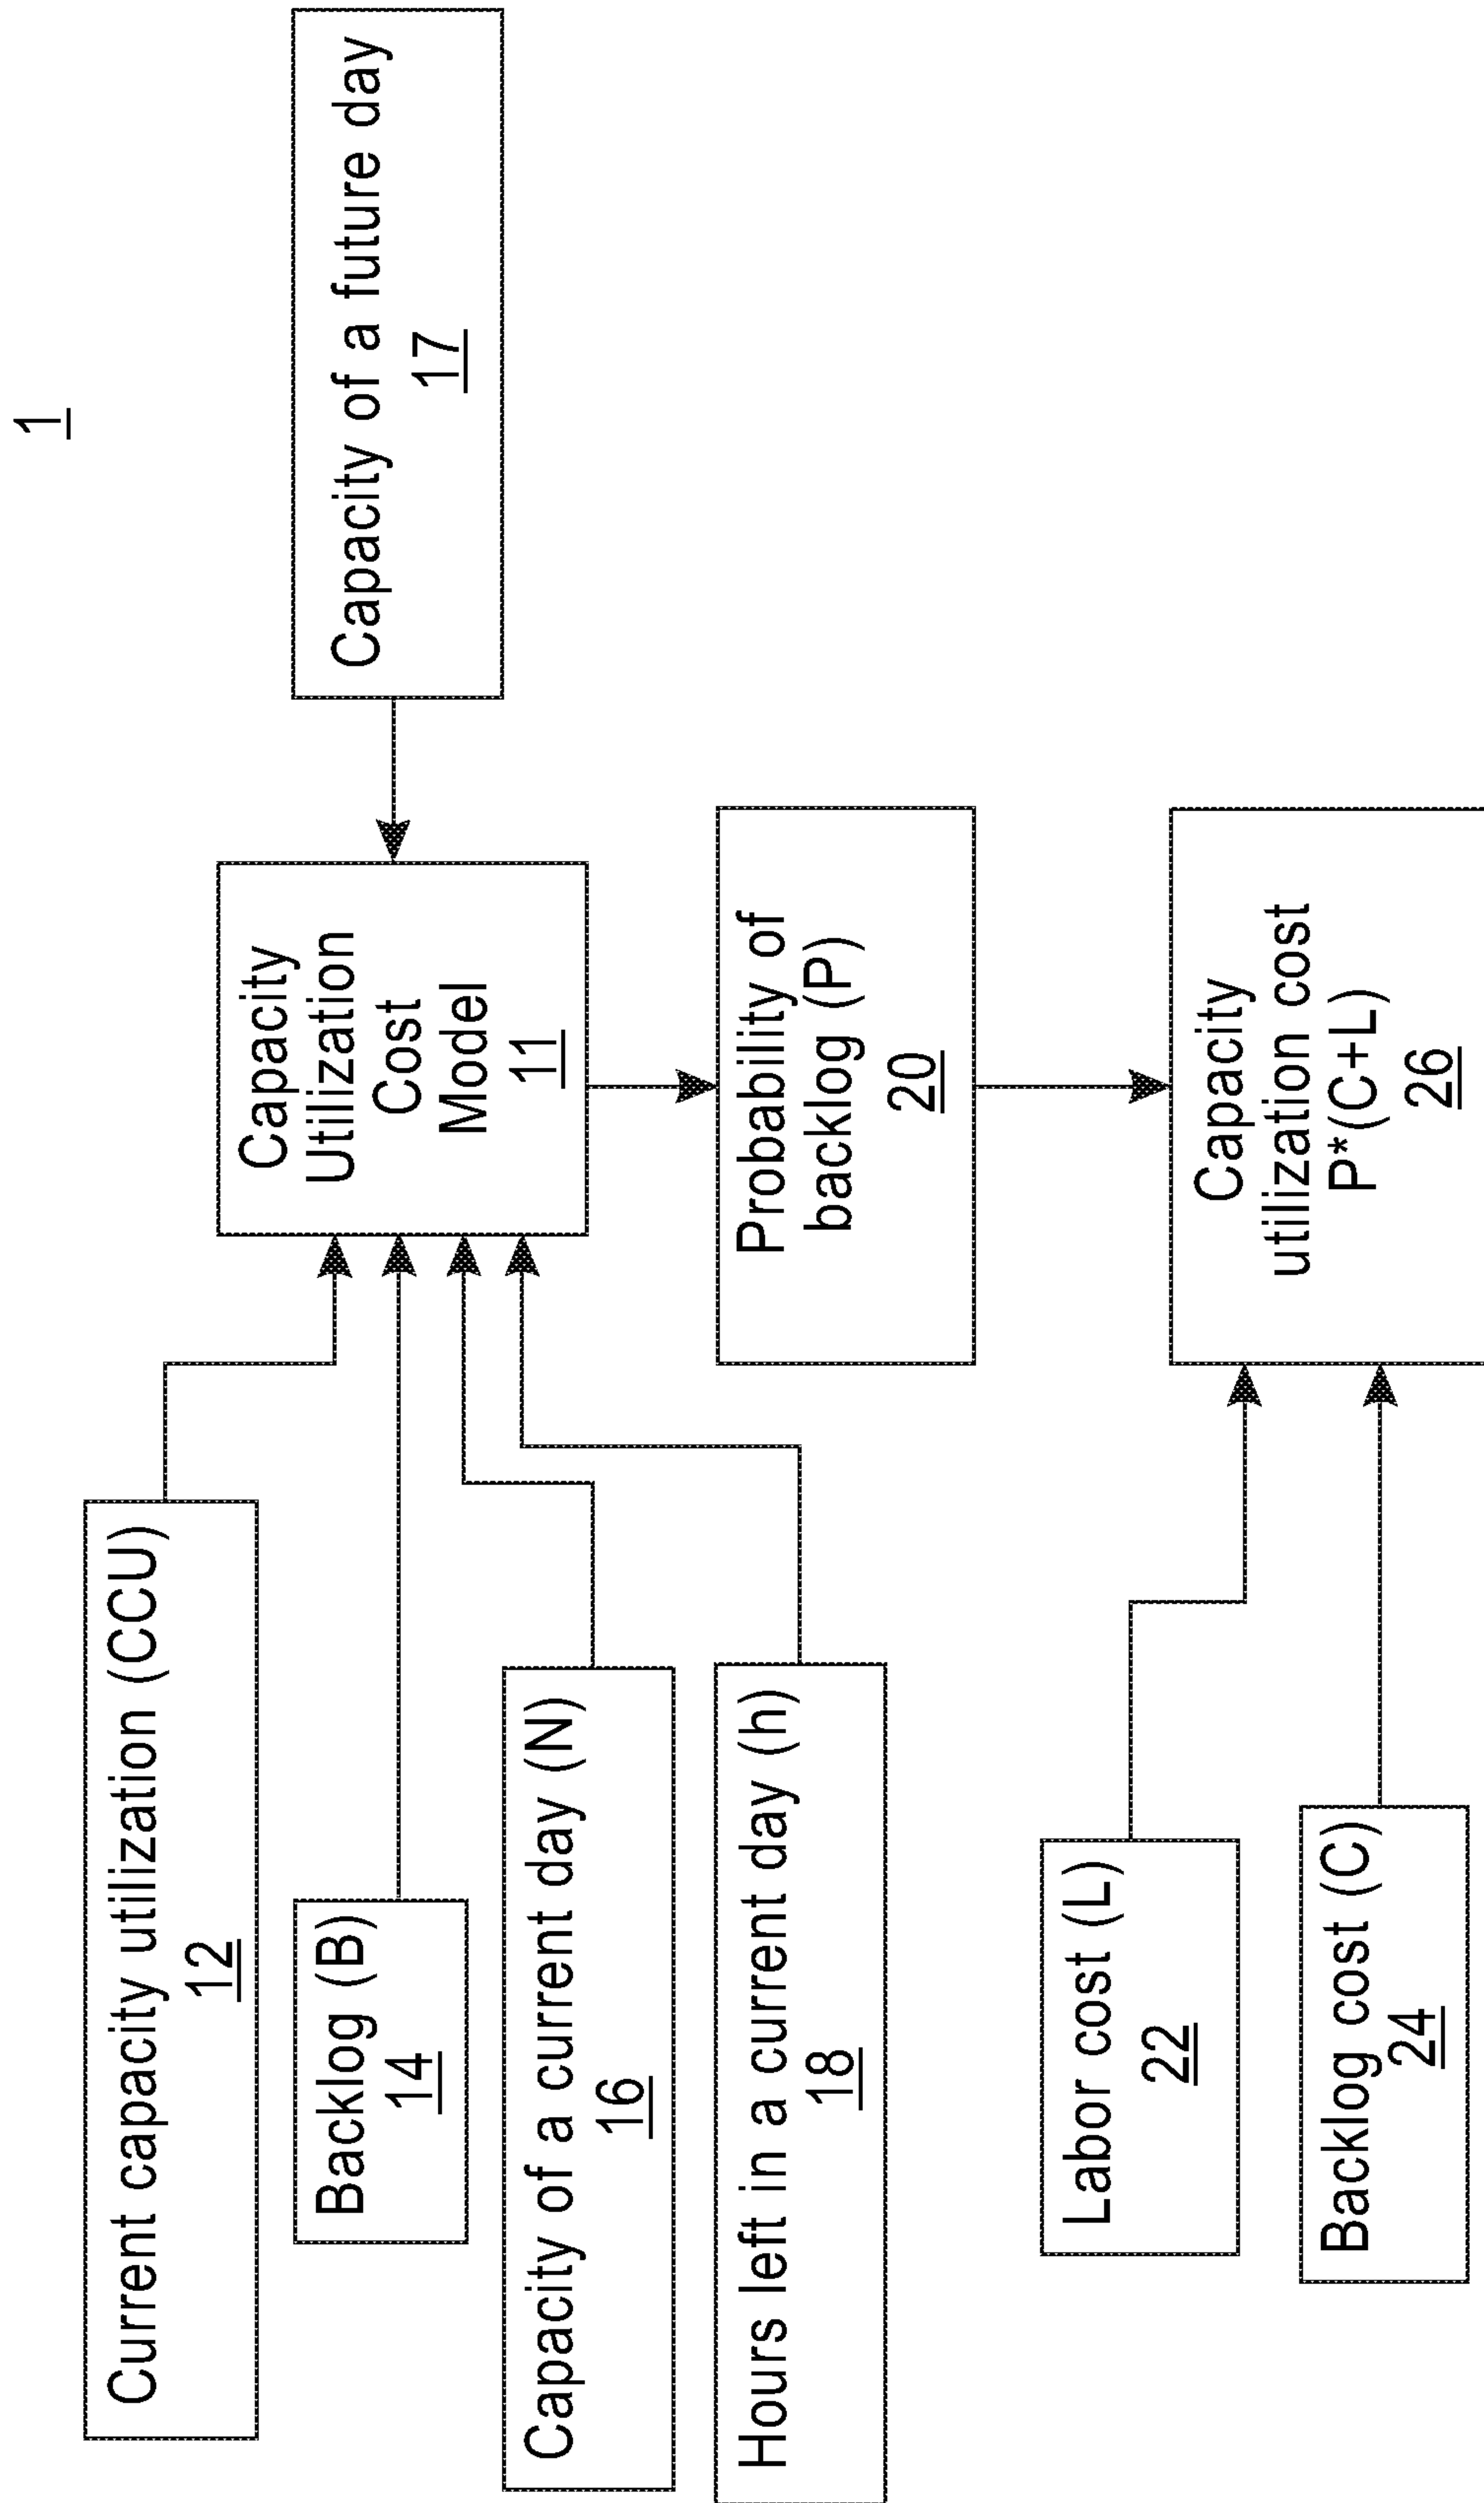 1
Current capacity utilization (CCU)
12
Backlog (B)
14
Capacity of a current day (N)
16
Hours left in a current day (h)
18
Capacity
Utilization
Cost
Model
11
Capacity of a future day
17
Probability of
backlog (P)
20
Labor cost (L)
22
Backlog cost (C)
24
Capacity
utilization cost
P*(C+L)
26